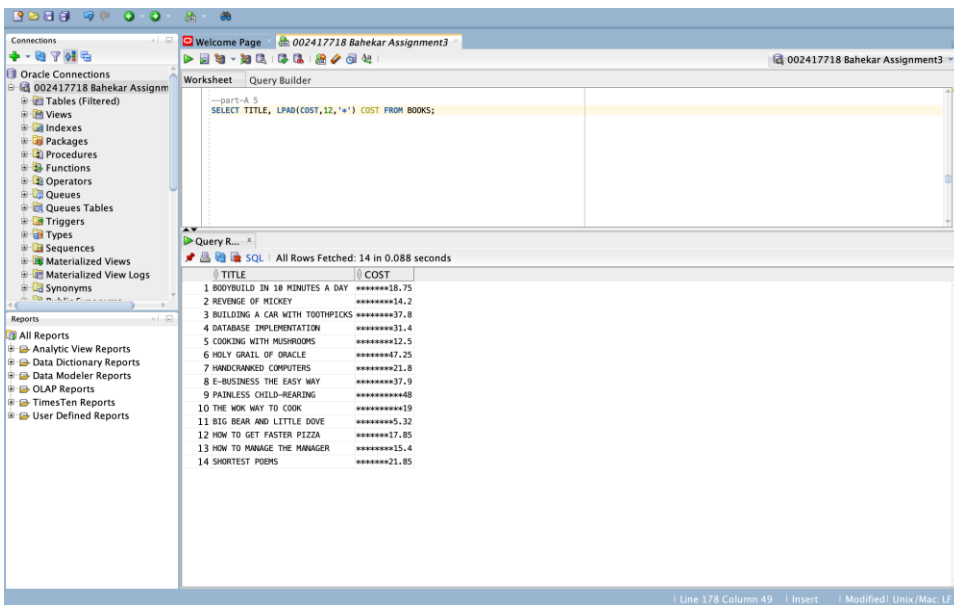 Connections
Oracle Connections
002417718 Bahekar Assignm
Tables (Filtered)
Views
Indexes
Packages
Procedures
Functions
Operators
Queues
Queues Tables
Triggers
Types
Sequences
Materialized Views
Materialized View Logs
Synonyms
Reports
All Reports
Analytic View Reports
Data Dictionary Reports
Data Modeler Reports
OLAP Reports
TimesTen Reports
User Defined Reports
Welcome Page
002417718 Bahekar Assignment3
002417718 Bahekar Assignment3
Worksheet Query Builder
--part-A 5
SELECT TITLE, LPAD(COST,12,'*') COST FROM BOOKS;
Query R...
SQL | All Rows Fetched: 14 in 0.088 seconds
TITLE COST
1 BODYBUILD IN 10 MINUTES A DAY *******18.75
2 REVENGE OF MICKEY ********14.2
3 BUILDING A CAR WITH TOOTHPICKS ********37.8
4 DATABASE IMPLEMENTATION ********31.4
5 COOKING WITH MUSHROOMS ********12.5
6 HOLY GRAIL OF ORACLE *******47.25
7 HANDCRANKED COMPUTERS ********21.8
8 E-BUSINESS THE EASY WAY ********37.9
9 PAINLESS CHILD-REARING **********48
10 THE WOK WAY TO COOK **********19
11 BIG BEAR AND LITTLE DOVE ********5.32
12 HOW TO GET FASTER PIZZA *******17.85
13 HOW TO MANAGE THE MANAGER ********15.4
14 SHORTEST POEMS *******21.85
| Line 178 Column 49 | Insert | Modified| Unix/Mac: LF